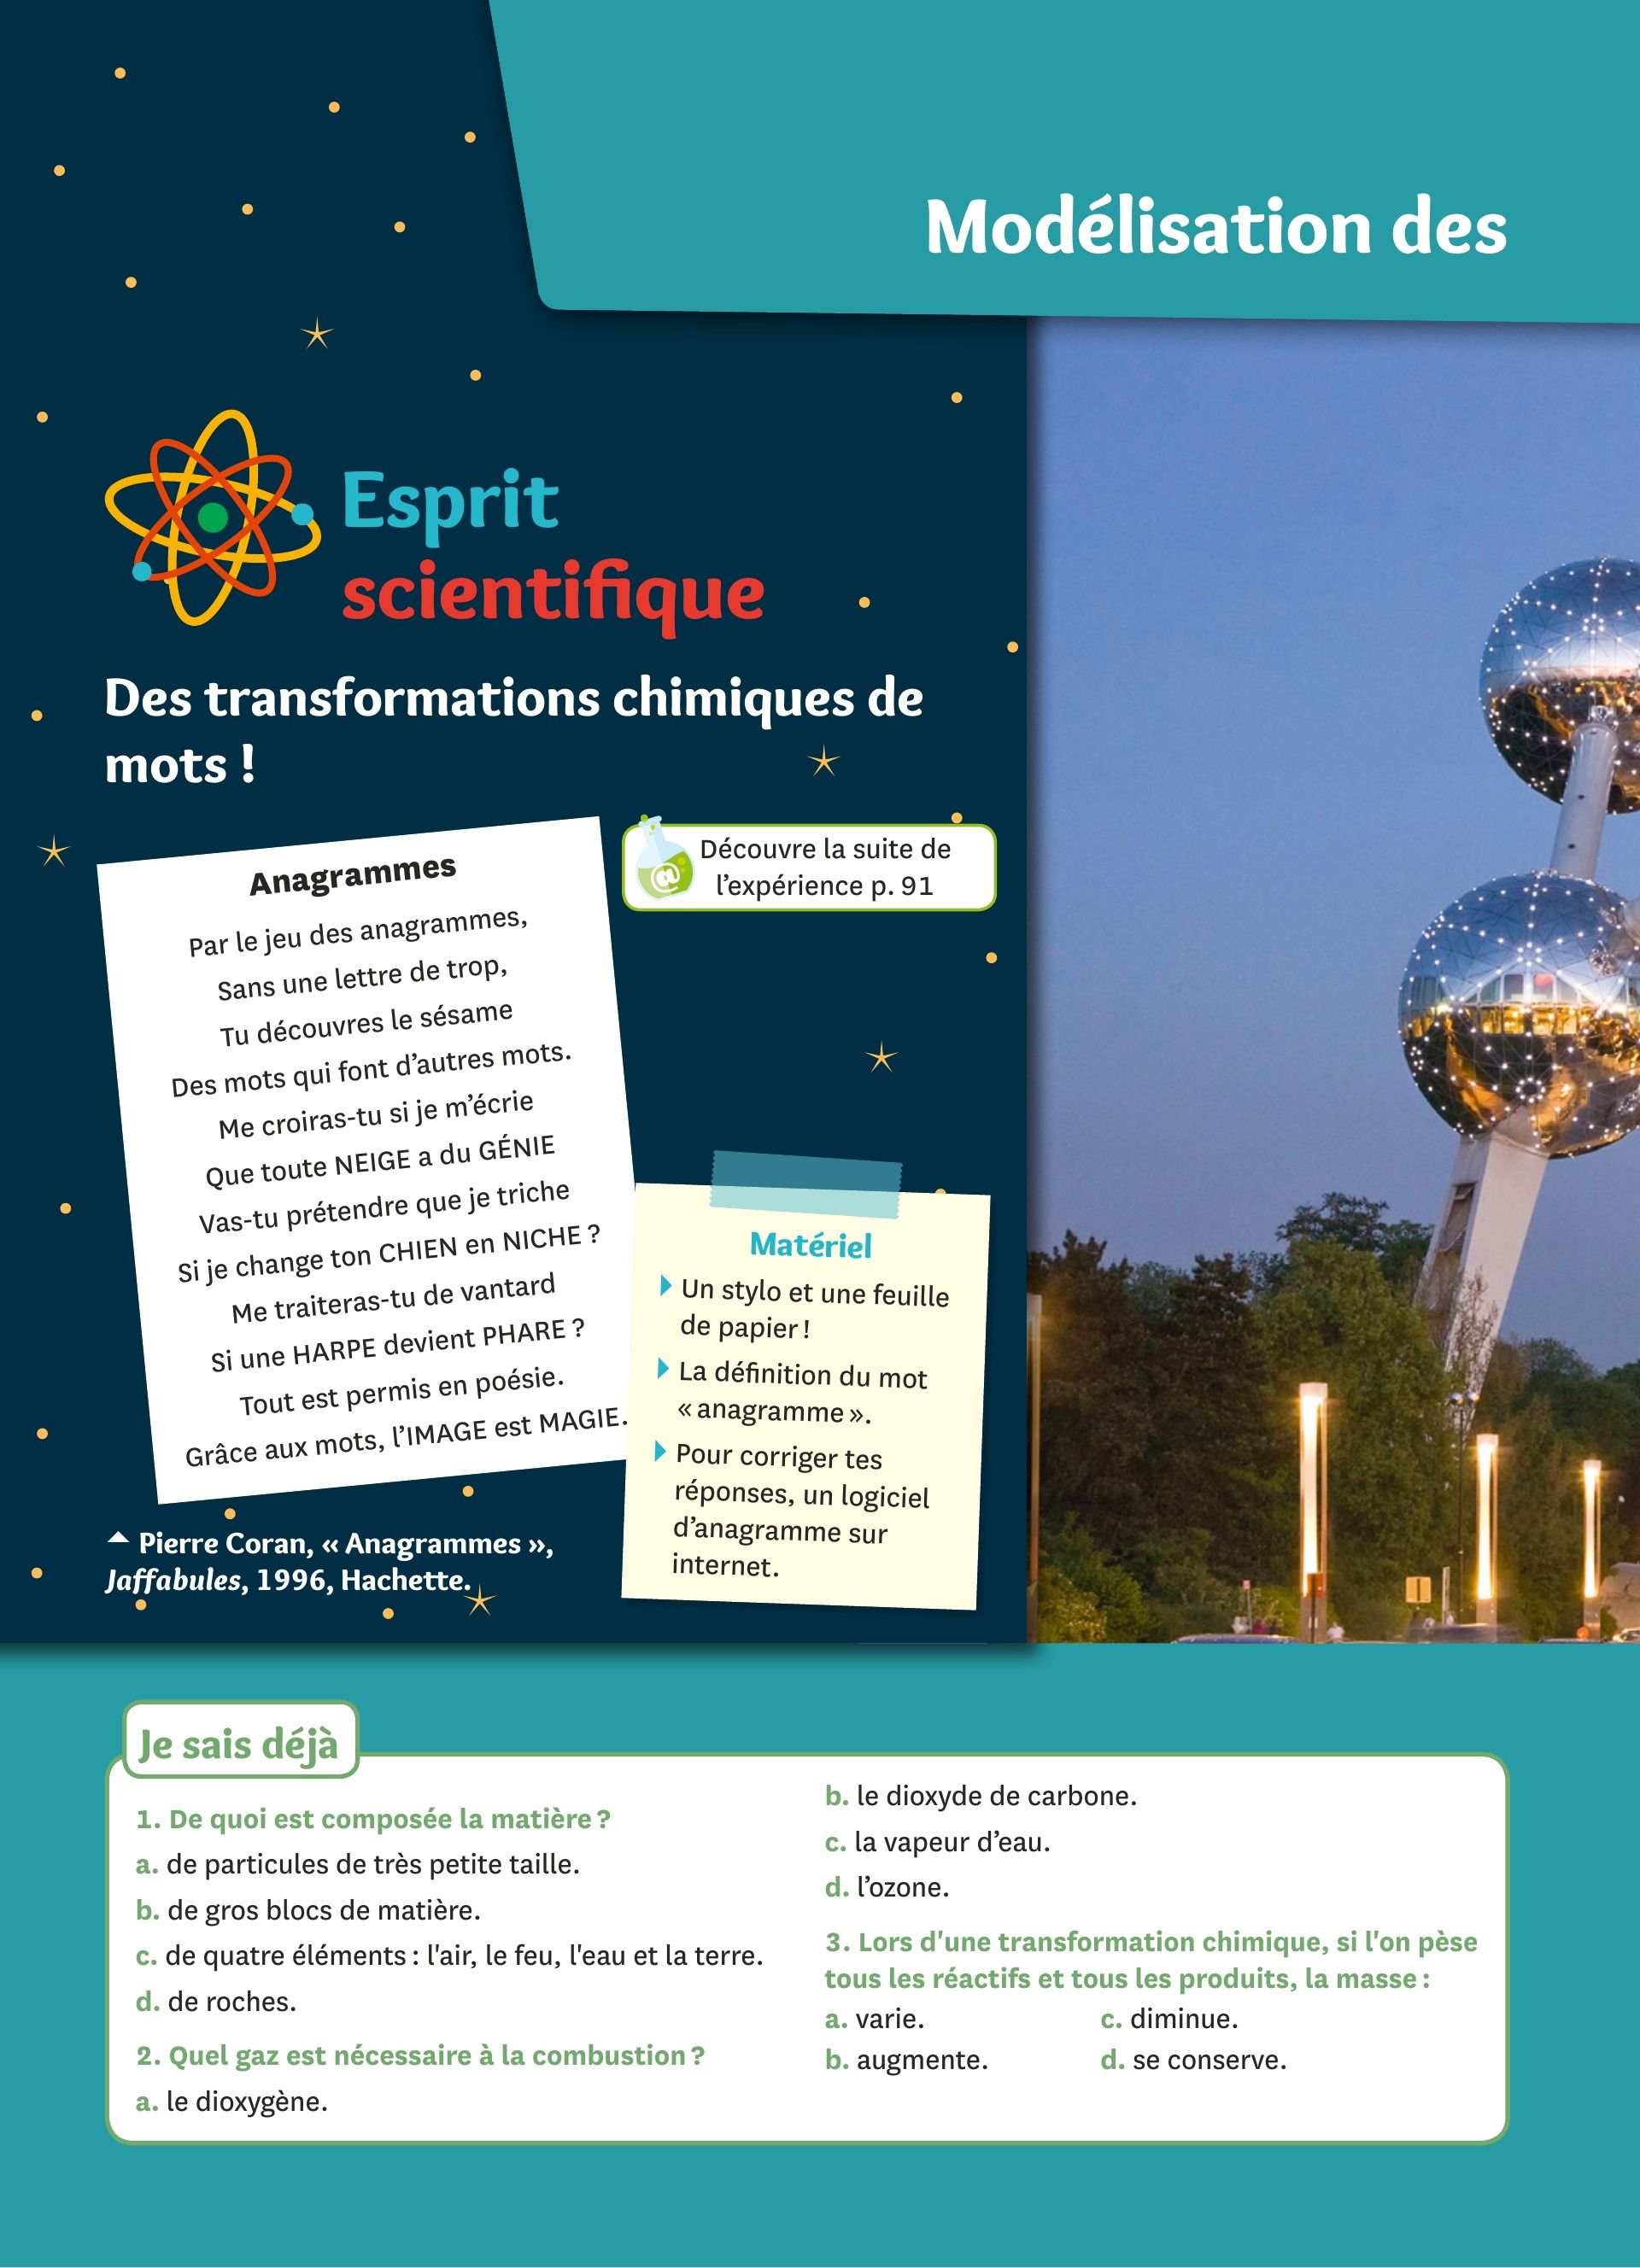 Modélisation des
Esprit
scientifique
Des transformations chimiques de
mots !
Anagrammes
Par le jeu des anagrammes,
Sans une lettre de trop,
Tu découvres le sésame
Des mots qui font d’autres mots.
Me croiras-tu si je m’écrie
Que toute NEIGE a du GÉNIE
Vas-tu prétendre que je triche
Si je change ton CHIEN en NICHE ?
Me traiteras-tu de vantard
Si une HARPE devient PHARE ?
Tout est permis en poésie.
Grâce aux mots, l’IMAGE est MAGIE.
Pierre Coran, « Anagrammes »,
Jaffabules, 1996, Hachette.
@
Découvre la suite de
l’expérience p. 91
Matériel
Un stylo et une feuille
de papier !
La définition du mot
« anagramme ».
Pour corriger tes
réponses, un logiciel
d’anagramme sur
internet.
Je sais déjà
1. De quoi est composée la matière ?
a. de particules de très petite taille.
b. de gros blocs de matière.
c. de quatre éléments : l'air, le feu, l'eau et la terre.
d. de roches.
2. Quel gaz est nécessaire à la combustion ?
a. le dioxygène.
b. le dioxyde de carbone.
c. la vapeur d’eau.
d. l’ozone.
3. Lors d'une transformation chimique, si l'on pèse
tous les réactifs et tous les produits, la masse :
a. varie.
b. augmente.
c. diminue.
d. se conserve.